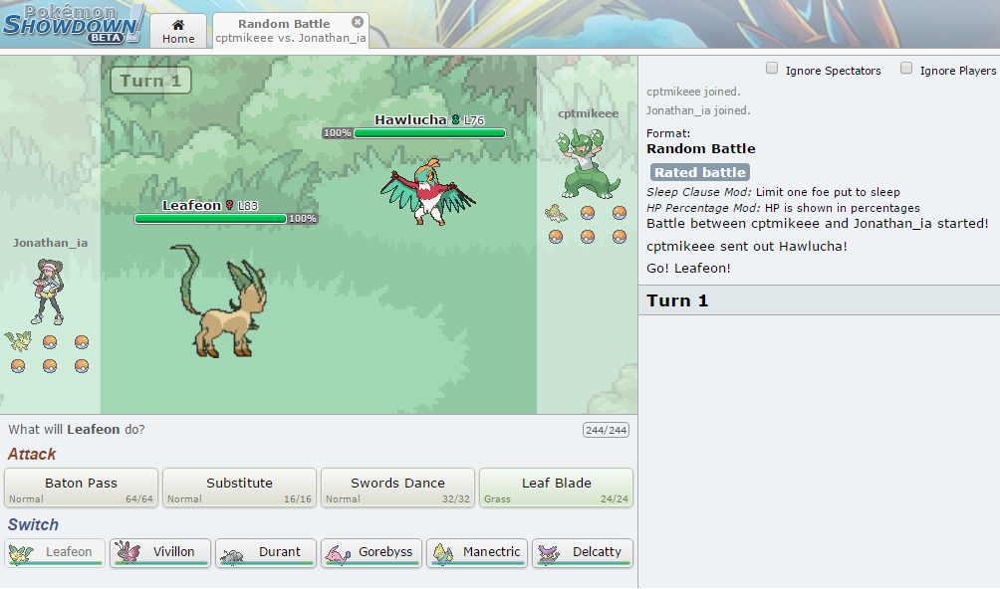 Pokémon
SHOWDOWN!
BETA
Home
Random Battle
cptmikeee vs. Jonathan_ia
Turn 1
Hawlucha L76
100%
Leafeon L83
100%
cptmikeee
Jonathan_ia
Ignore Spectators
Ignore Players
cptmikeee joined.
Jonathan_ia joined.
Format:
Random Battle
Rated battle
Sleep Clause Mod: Limit one foe put to sleep
HP Percentage Mod: HP is shown in percentages
Battle between cptmikeee and Jonathan_ia started!
cptmikeee sent out Hawlucha!
Go! Leafeon!
Turn 1
What will Leafeon do?
244/244
Attack
Baton Pass
Normal 64/64
Substitute
Normal 16/16
Swords Dance
Normal 32/32
Leaf Blade
Grass 24/24
Switch
Leafeon
Vivillon
Durant
Gorebyss
Manectric
Delcatty